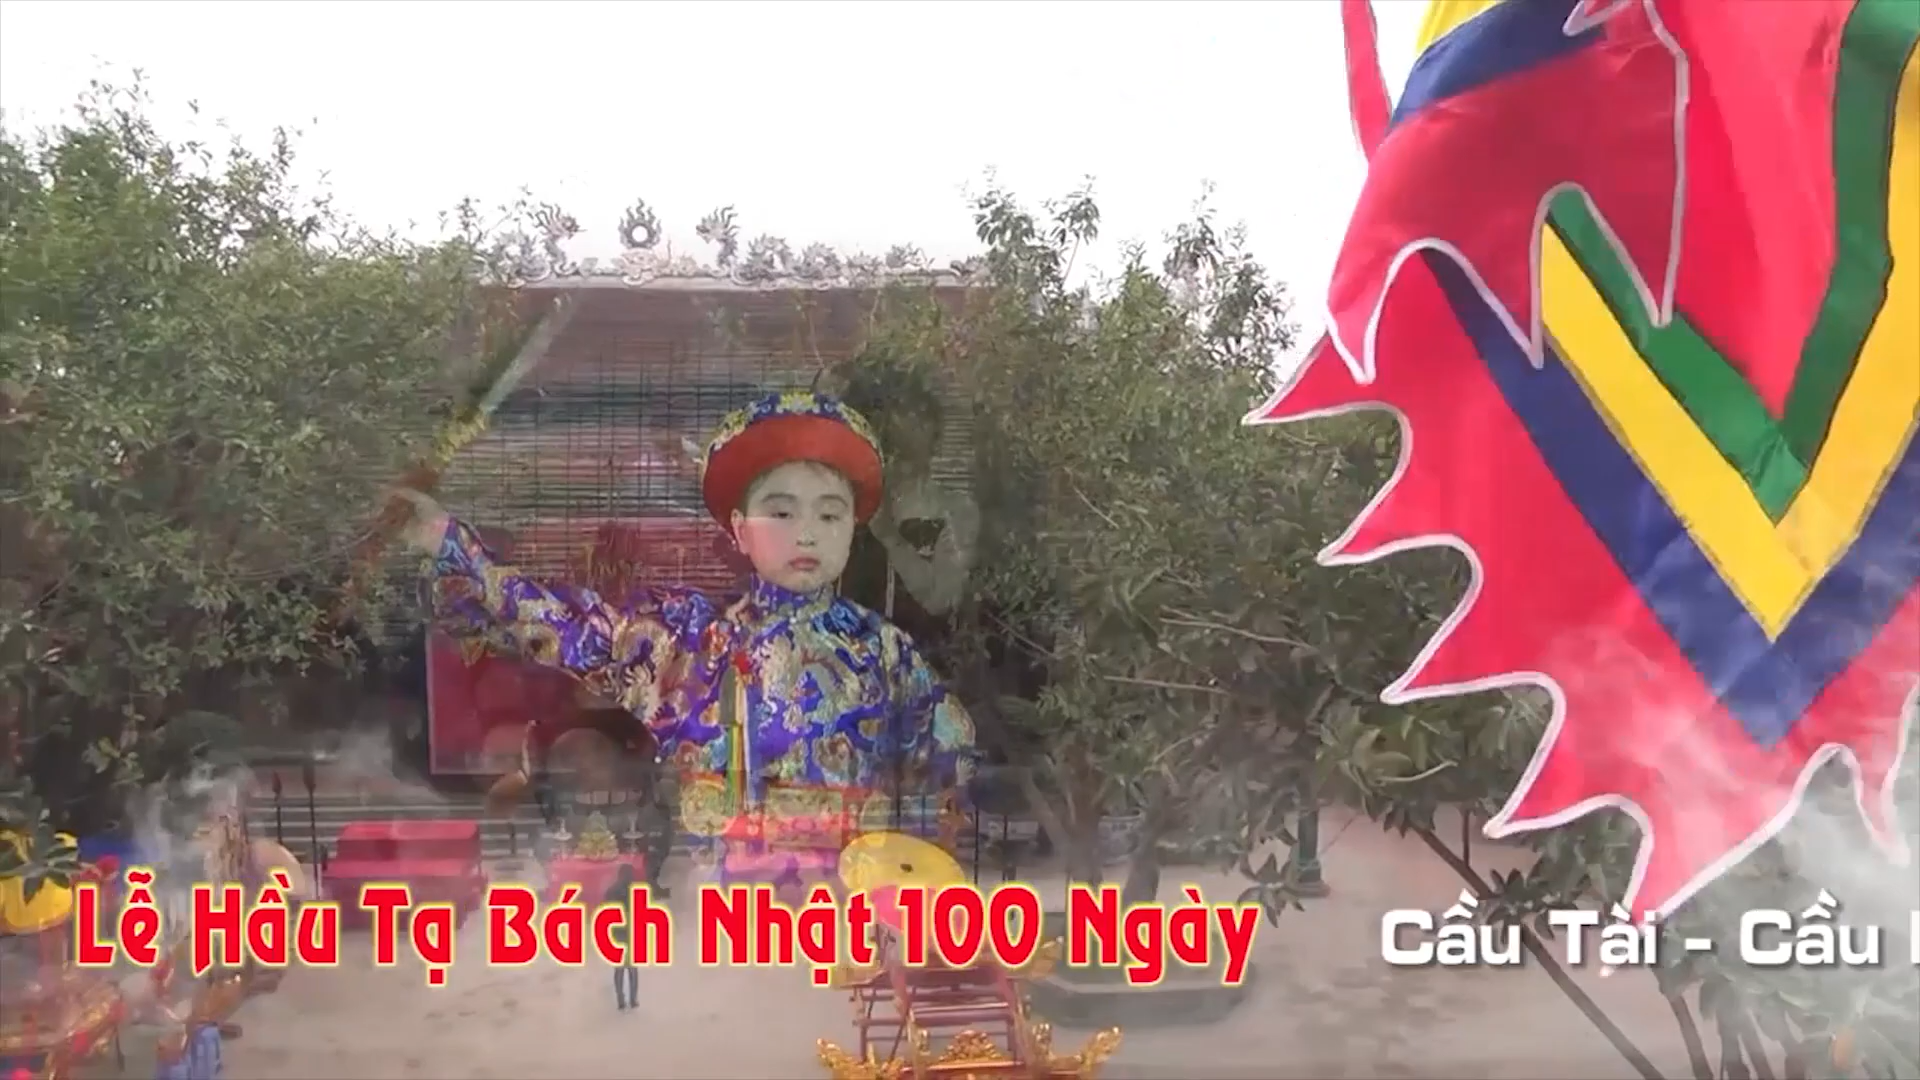 Lễ Hầu Tạ Bách Nhật 100 Ngày
Cầu Tài - Cầu